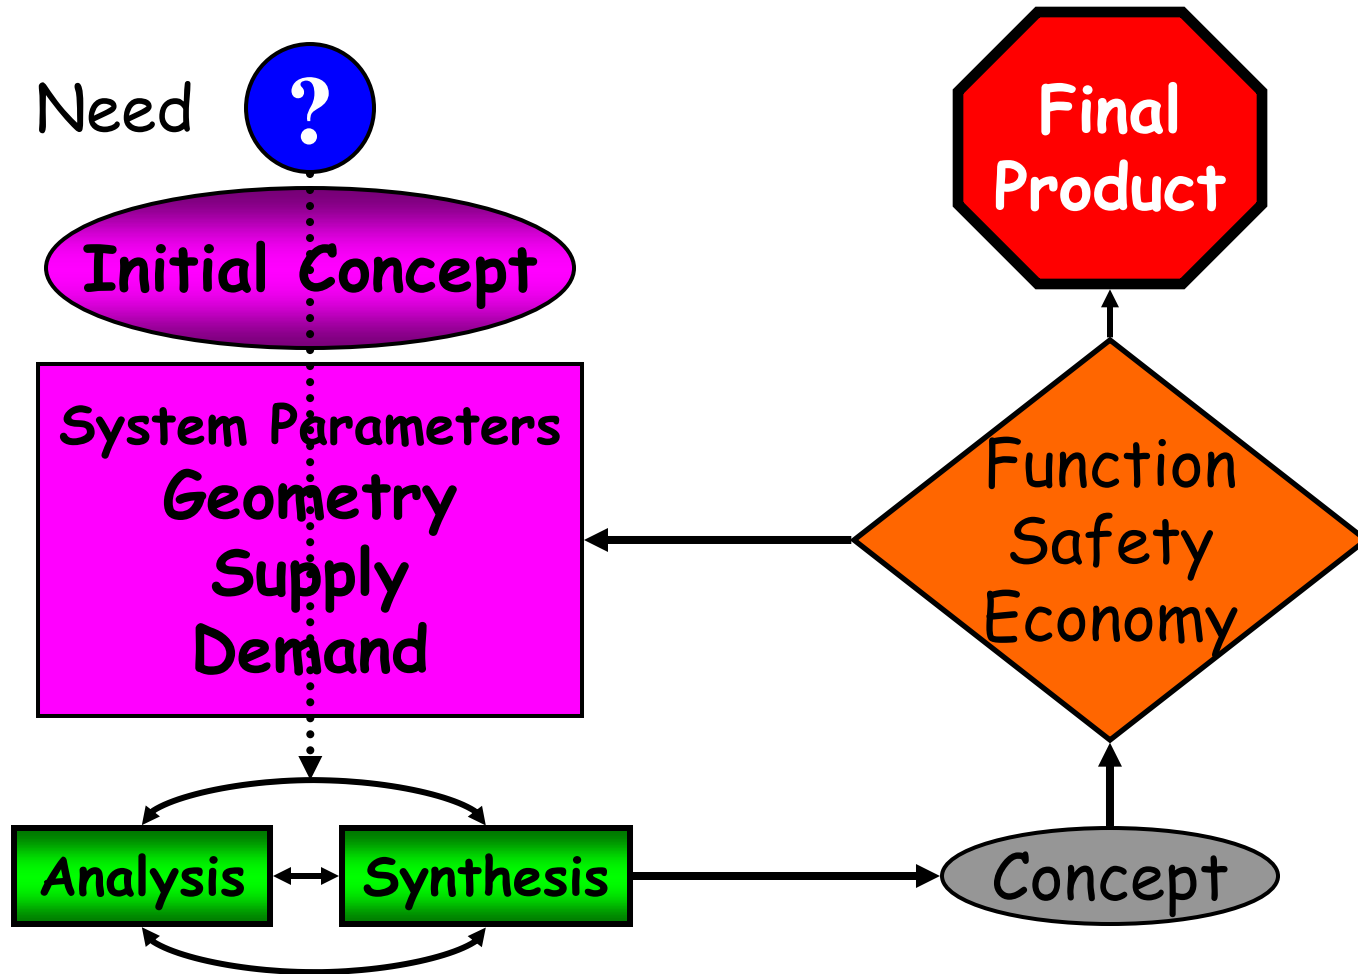 Need
?
Initial Concept
System Parameters
Geometry
Supply
Demand
Analysis
Synthesis
Concept
Function
Safety
Economy
Final
Product